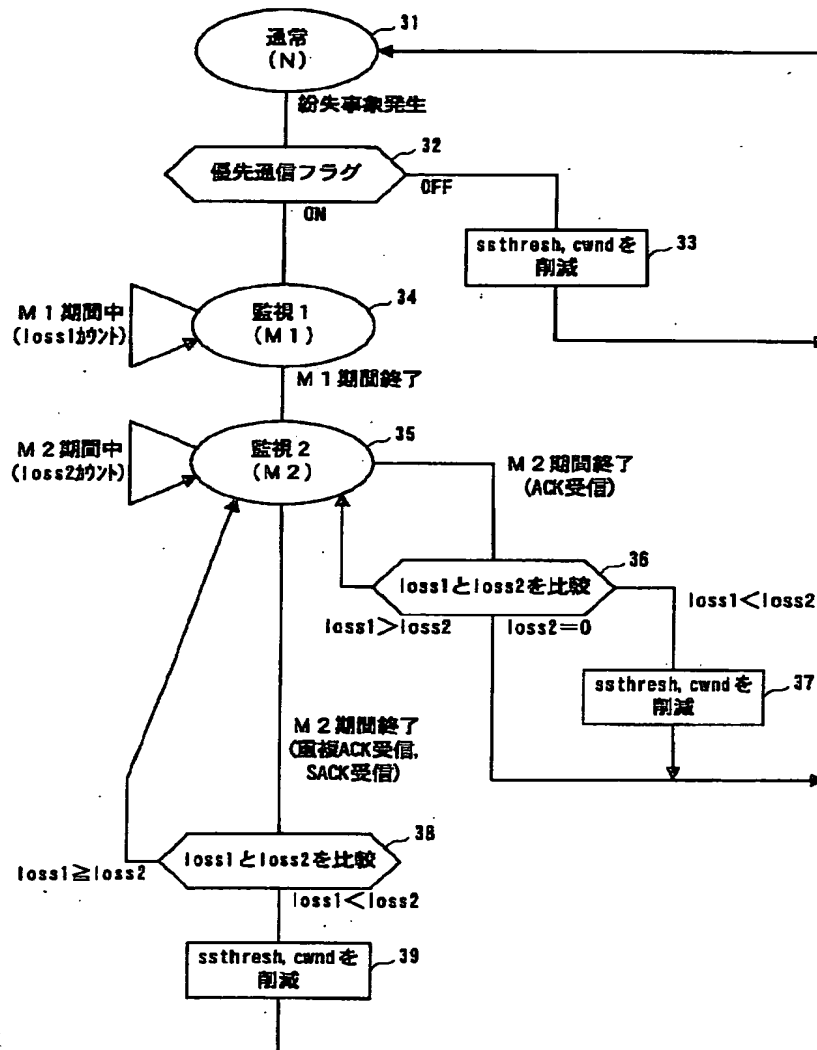 通常
(N)
31
紛失事象発生
優先通信フラグ
32
OFF
ON
ssthresh, cwndを
削減
33
M1期間中
(loss1カウント)
監視1
(M1)
34
M1期間終了
M2期間中
(loss2カウント)
監視2
(M2)
35
M2期間終了
(ACK受信)
loss1とloss2を比較
36
loss1>loss2
loss2=0
loss1<loss2
ssthresh, cwndを
削減
37
M2期間終了
(重複ACK受信,
SACK受信)
loss1とloss2を比較
38
loss1≧loss2
loss1<loss2
ssthresh, cwndを
削減
39